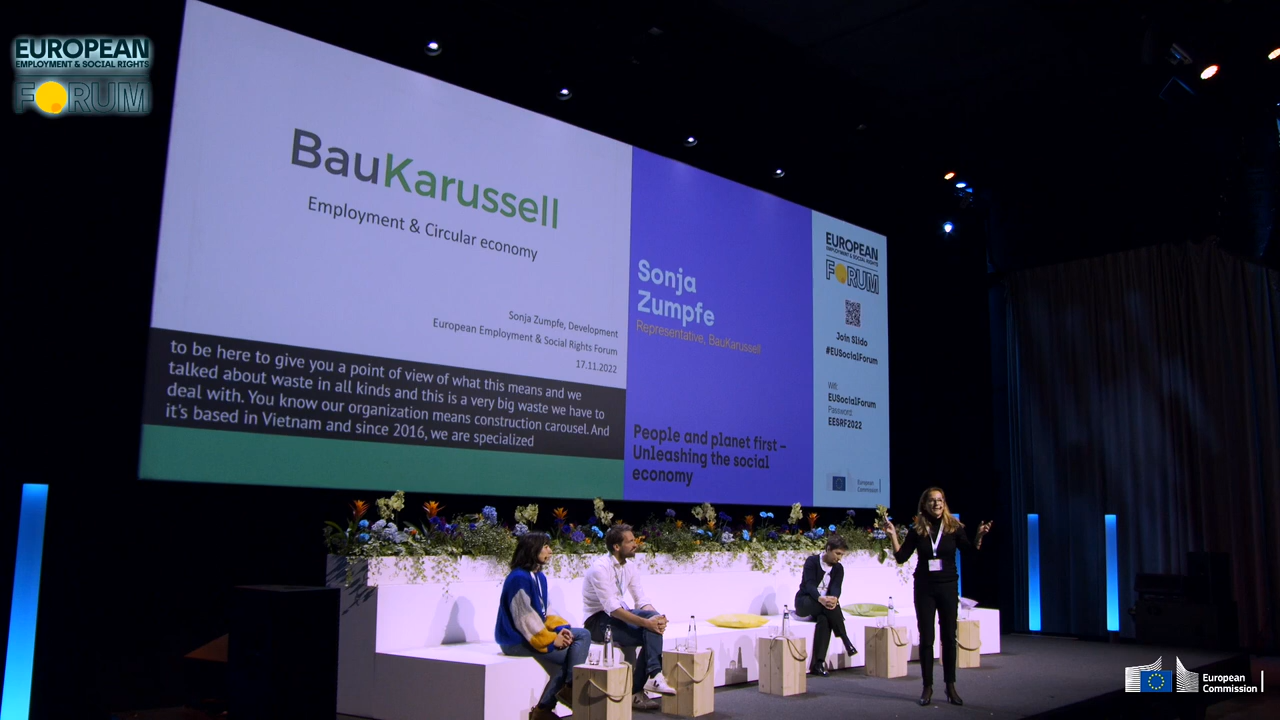 EUROPEAN
EMPLOYMENT & SOCIAL RIGHTS
FORUM
BauKarussell
Employment & Circular economy
Sonja Zumpfe, Development
European Employment & Social Rights Forum
17.11.2022
to be here to give you a point of view of what this means and we
talked about waste in all kinds and this is a very big waste we have to
deal with. You know our organization means construction carousel. And
it's based in Vietnam and since 2016, we are specialized
Sonja
Zumpfe
Representative, BauKarussell
People and planet first –
Unleashing the social
economy
EUROPEAN
EMPLOYMENT & SOCIAL RIGHTS
FORUM
Join Slido
#EUSocialForum
Wifi:
EUSocialForum
Password:
EESRF2022
European
Commission
European
Commission